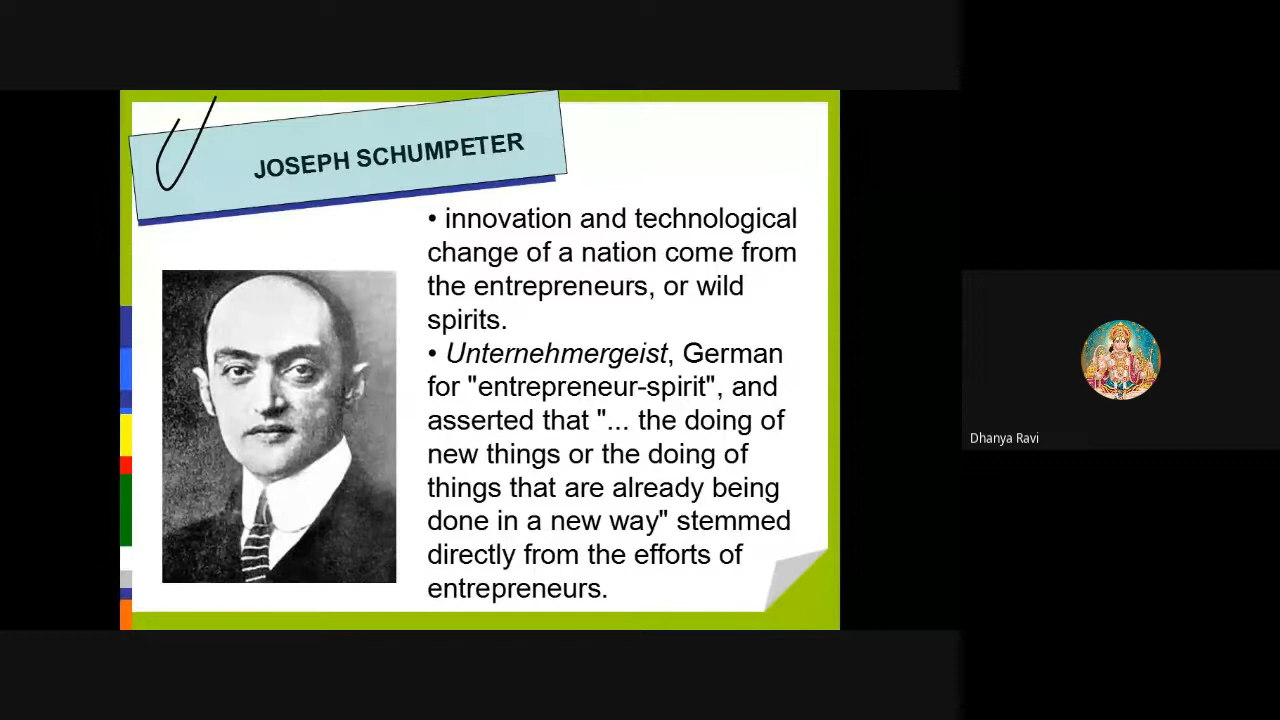 JOSEPH SCHUMPETER
• innovation and technological
change of a nation come from
the entrepreneurs, or wild
spirits.
• Unternehmergeist, German
for "entrepreneur-spirit", and
asserted that "... the doing of
new things or the doing of
things that are already being
done in a new way" stemmed
directly from the efforts of
entrepreneurs.
Dhanya Ravi